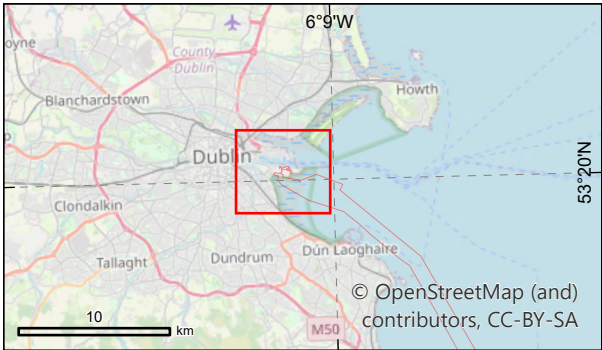 6°9'W
oyne
County
Dublin
Howth
Blanchardstown
Dublin
53°20'N
Clondalkin
Dún Laoghaire
Tallaght
Dundrum
© OpenStreetMap (and)
contributors, CC-BY-SA
10
km
M50